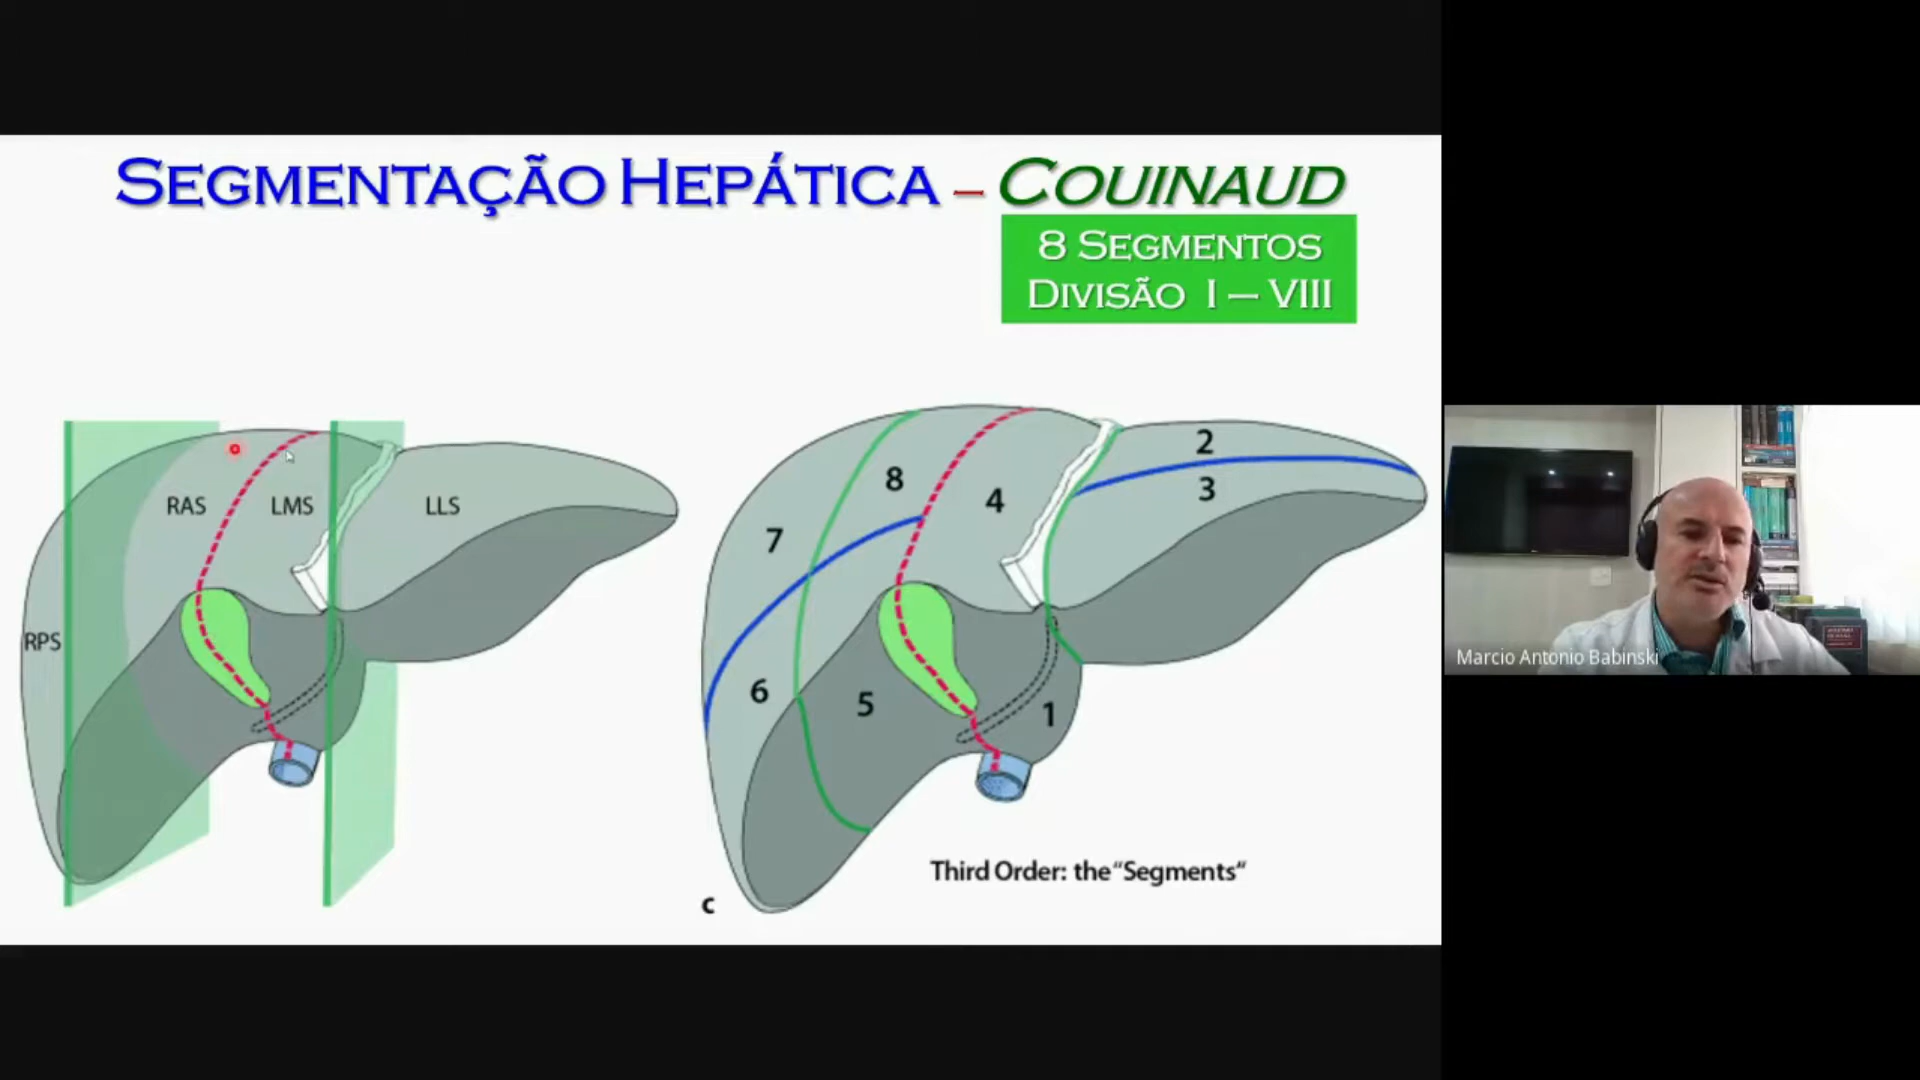 SEGMENTAÇÃO HEPÁTICA – COUINAUD
8 SEGMENTOS
DIVISÃO I – VIII
RAS
LMS
LLS
RPS
2
3
8
4
7
6
5
1
Third Order: the "Segments"
c
Marcio Antonio Babinski